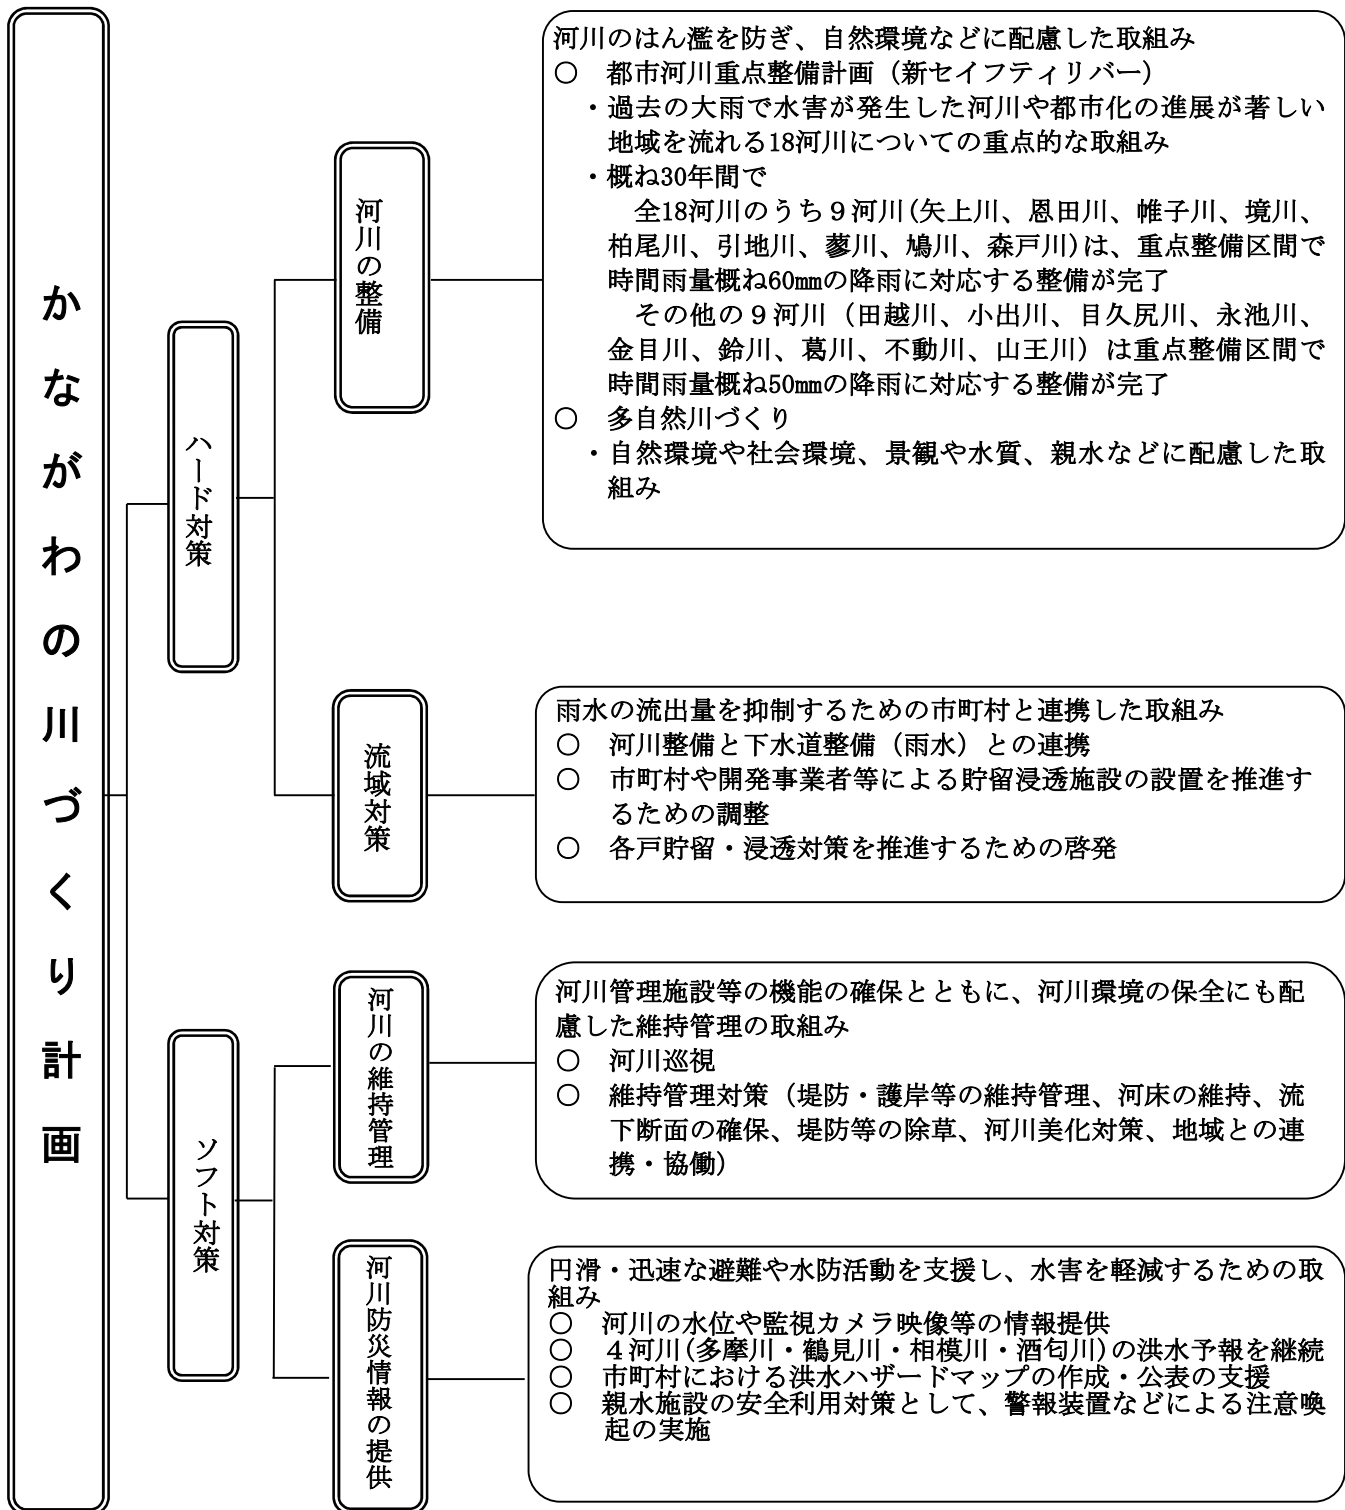 かながわの川づくり計画
ハード対策
河川の整備
河川のはん濫を防ぎ、自然環境などに配慮した取組み
○ 都市河川重点整備計画（新セイフティリバー）
・過去の大雨で水害が発生した河川や都市化の進展が著しい
地域を流れる18河川についての重点的な取組み
・概ね30年間で
全18河川のうち９河川(矢上川、恩田川、帷子川、境川、
柏尾川、引地川、蓼川、鳩川、森戸川)は、重点整備区間で
時間雨量概ね60㎜の降雨に対応する整備が完了
その他の９河川（田越川、小出川、目久尻川、永池川、
金目川、鈴川、葛川、不動川、山王川）は重点整備区間で
時間雨量概ね50㎜の降雨に対応する整備が完了
○ 多自然川づくり
・自然環境や社会環境、景観や水質、親水などに配慮した取
組み
流域対策
雨水の流出量を抑制するための市町村と連携した取組み
○ 河川整備と下水道整備（雨水）との連携
○ 市町村や開発事業者等による貯留浸透施設の設置を推進す
るための調整
○ 各戸貯留・浸透対策を推進するための啓発
ソフト対策
河川の維持管理
河川管理施設等の機能の確保とともに、河川環境の保全にも配
慮した維持管理の取組み
○ 河川巡視
○ 維持管理対策（堤防・護岸等の維持管理、河床の維持、流
下断面の確保、堤防等の除草、河川美化対策、地域との連
携・協働）
河川防災情報の提供
円滑・迅速な避難や水防活動を支援し、水害を軽減するための取
組み
○ 河川の水位や監視カメラ映像等の情報提供
○ ４河川(多摩川・鶴見川・相模川・酒匂川)の洪水予報を継続
○ 市町村における洪水ハザードマップの作成・公表の支援
○ 親水施設の安全利用対策として、警報装置などによる注意喚
起の実施